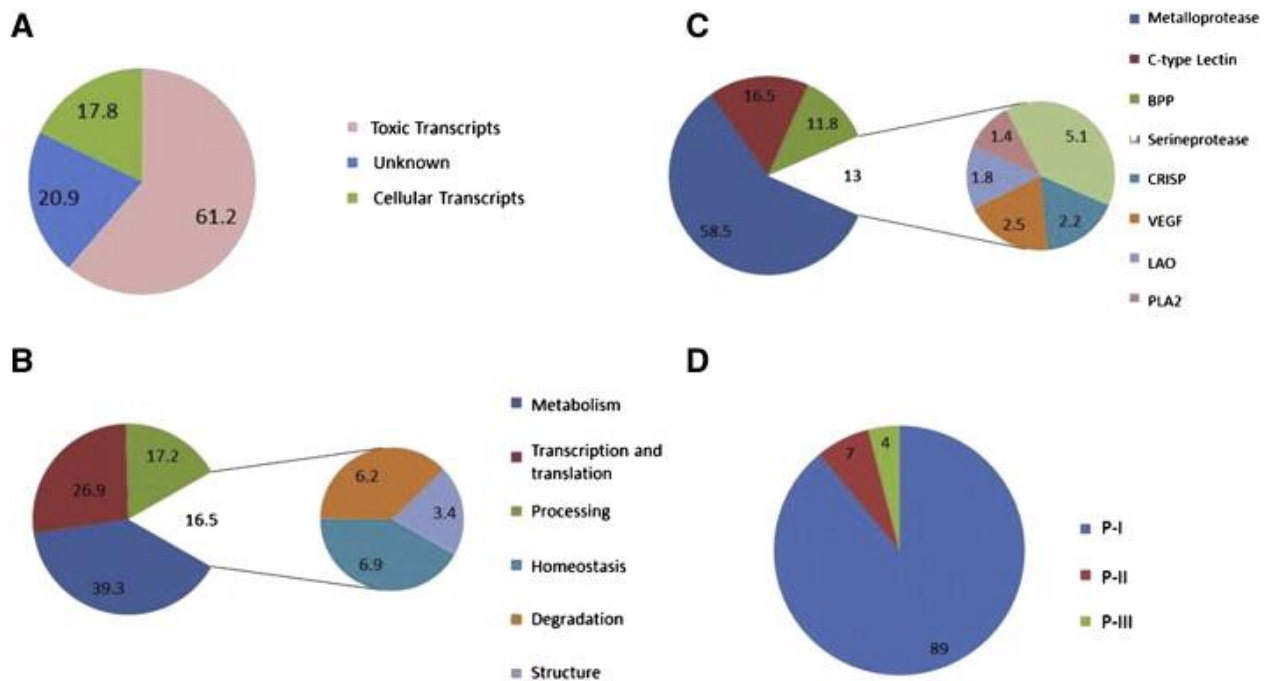 A
17.8
20.9
61.2
Toxic Transcripts
Unknown
Cellular Transcripts
B
17.2
26.9
16.5
39.3
6.2
3.4
6.9
Metabolism
Transcription and
translation
Processing
Homeostasis
Degradation
Structure
C
16.5
11.8
13
58.5
1.4
5.1
1.8
2.5
2.2
Metalloprotease
C-type Lectin
BPP
Serineprotease
CRISP
VEGF
LAO
PLA2
D
7
4
89
P-I
P-II
P-III